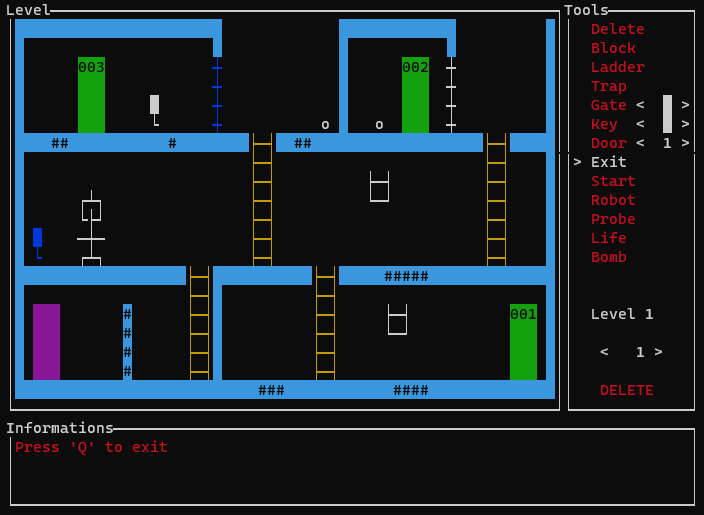 Level
Tools
Delete
Block
003
002
Ladder
Trap
Gate < >
o o
Key < >
## # ##
Door < 1 >
> Exit
Start
Robot
Probe
Life
Bomb
#####
001
#
Level 1
#
#
< 1 >
#
### ####
DELETE
Informations
Press 'Q' to exit